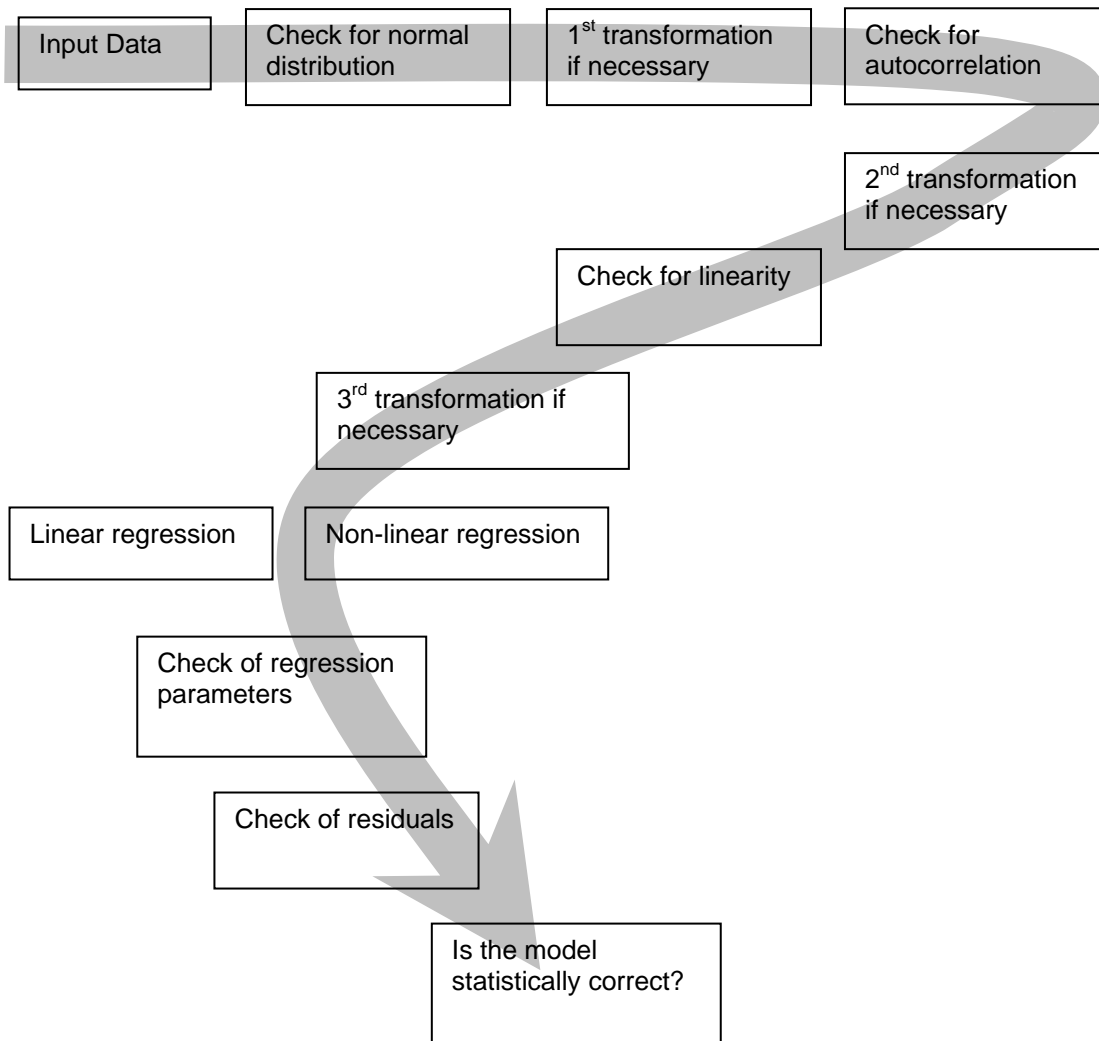 Input Data
Check for normal
distribution
1st transformation
if necessary
Check for
autocorrelation
2nd transformation
if necessary
Check for linearity
3rd transformation if
necessary
Linear regression
Non-linear regression
Check of regression
parameters
Check of residuals
Is the model
statistically correct?